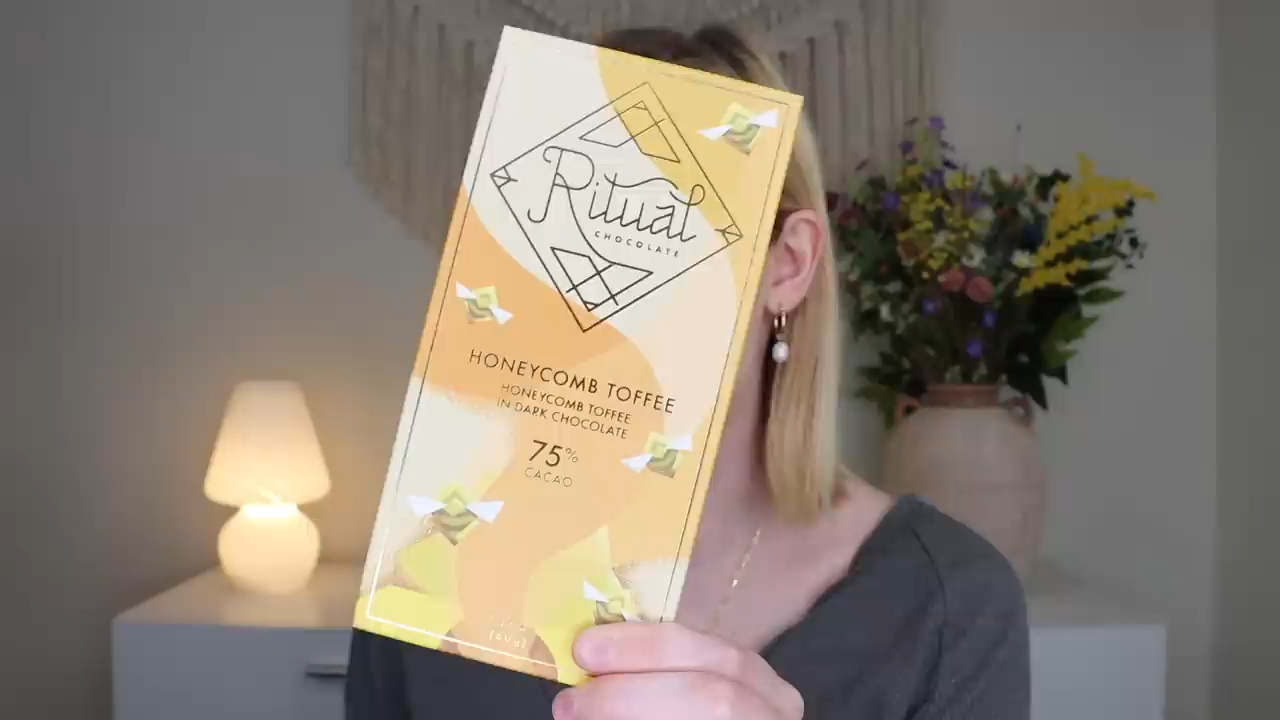 Ritual
CHOCOLATE
HONEYCOMB TOFFEE
HONEYCOMB TOFFEE
IN DARK CHOCOLATE
75%
CACAO